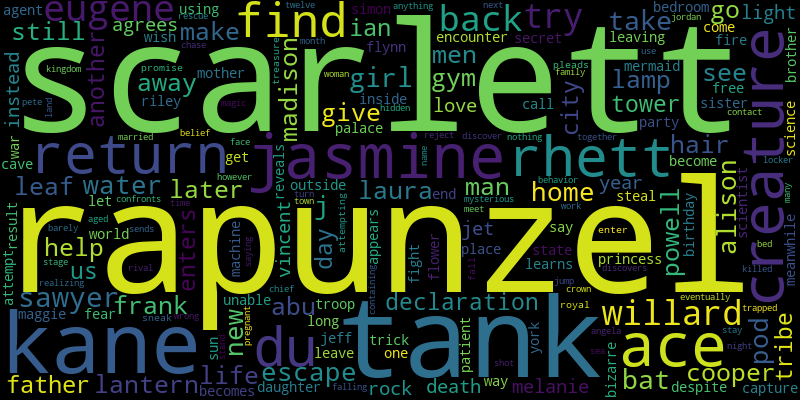 agent eugene using find simon back try bedroom go light
agrees ian take
still wish make flynn encounter secret leaving come fire
twelve anything next jordan rescue chase month
scarlett
instead another mother madison girl men gym see free mermaid brother
away riley treasure love call use family
kingdom promise woman pleads lamp sister
pete land hidden inside city tower party
magic give palace creature
war belief married reject discover nothing together contact science
cave return jasmine rhett hair locker
face name become
get however reveals outside scientist many
leaf water later laura man home year alison
let time turn town end behavior steal bed
rapunzel
result aged confronts attempting mysterious work enter princess birthday meanwhile
attempt barely sends saying j appears flower jet say powell
world enters machine vincent day meet place state
help stage rival fight learns discovers killed
us realizing containing fall jump crown eventually trapped
sawyer abu declaration royal willard
maggie fear frank unable troop chief stay tribe
kane new du tank york angela night pod
sneak wrong pregnant long trick patient ace
sun jeff one sea cooper
escape leave shot bizarre bat
father lantern life daughter rock death way melanie despite capture
becomes falling